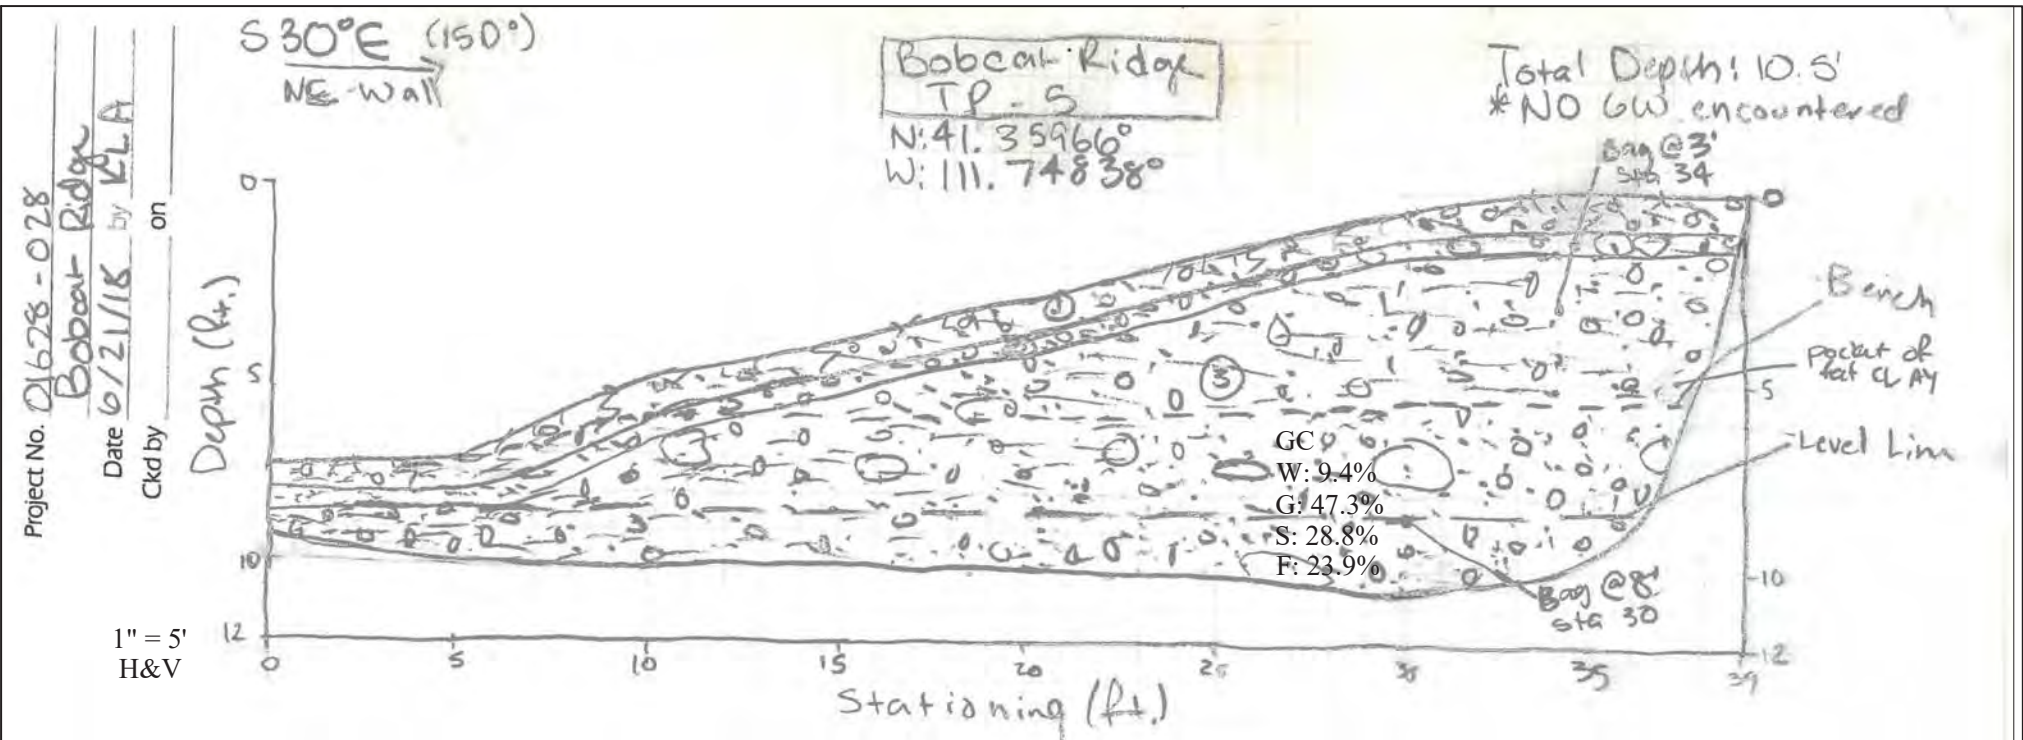 Project No. 01628-028
Bobcat Ridge
Date 6/21/18 by KLA
Ckd by on
S 30°E (150°)
NE-Wall
Bobcat Ridge
TP-5
N: 41.35966°
W: 111.74838°
Total Depth: 10.5'
*NO GW encountered
Bag @ 3'
sta 34
Depth (ft.)
0
5
10
12
0
5
10
12
1
3
Bench
pocket of
fat CLAY
Level Line
GC
W: 9.4%
G: 47.3%
S: 28.8%
F: 23.9%
Bag @ 8'
sta 30
1" = 5'
H&V
0 5 10 15 20 25 30 35 39
Stationing (ft.)